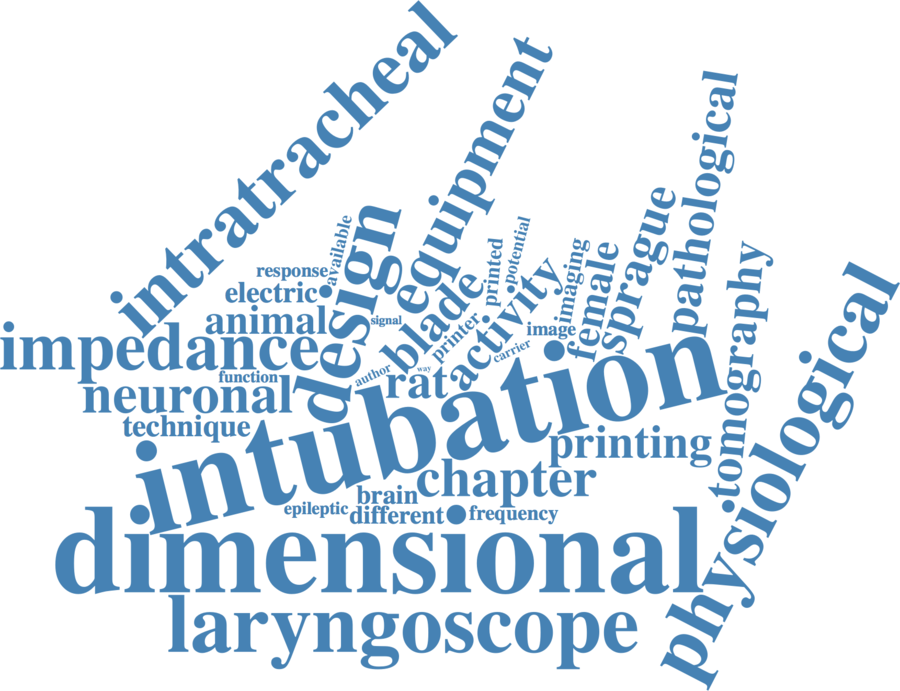 intratracheal
equipment
pathological
design
available
response
electric
animal
signal
blade
printed
potential
activity
imaging
female
sprague
tomography
physiological
impedance
function
neuronal
technique
author
way
printer
rat
carrier
image
intubation
printing
chapter
brain
epileptic
different
frequency
dimensional
laryngoscope